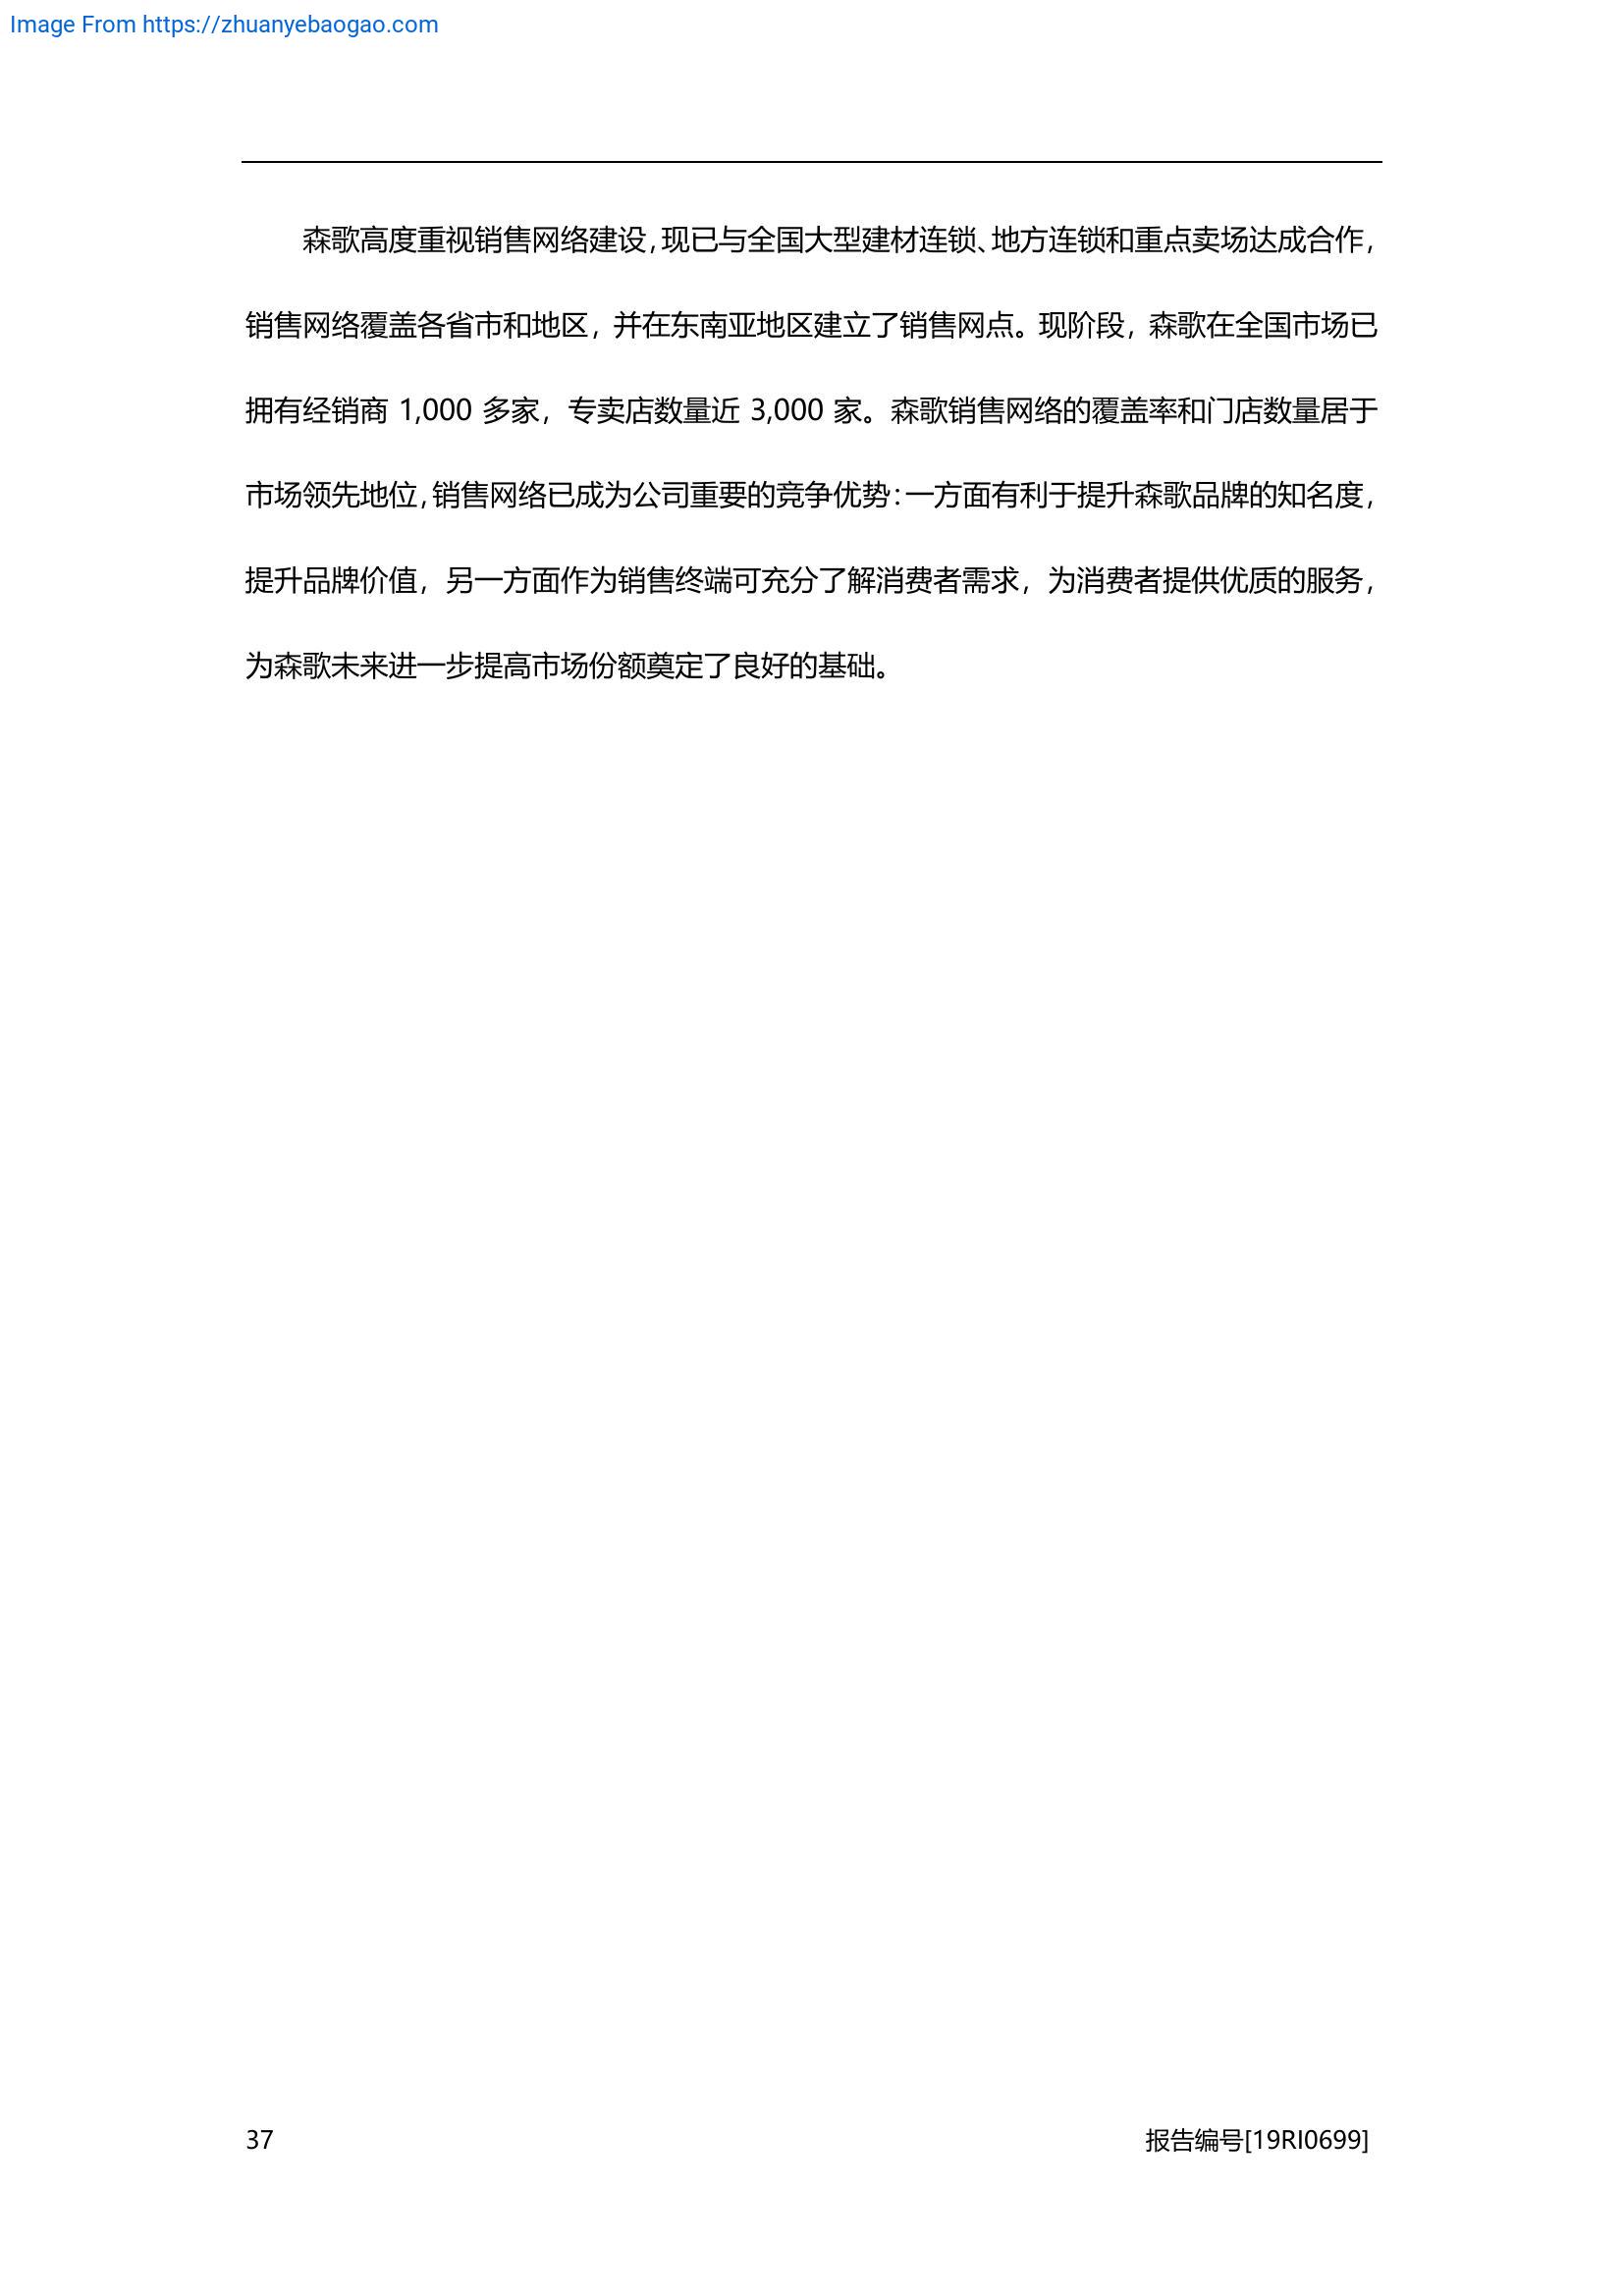 Image From https://zhuanyebaogao.com
森歌高度重视销售网络建设，现已与全国大型建材连锁、地方连锁和重点卖场达成合作，
销售网络覆盖各省市和地区，并在东南亚地区建立了销售网点。现阶段，森歌在全国市场已
拥有经销商 1,000 多家，专卖店数量近 3,000 家。森歌销售网络的覆盖率和门店数量居于
市场领先地位，销售网络已成为公司重要的竞争优势：一方面有利于提升森歌品牌的知名度，
提升品牌价值，另一方面作为销售终端可充分了解消费者需求，为消费者提供优质的服务，
为森歌未来进一步提高市场份额奠定了良好的基础。
37 报告编号[19RI0699]